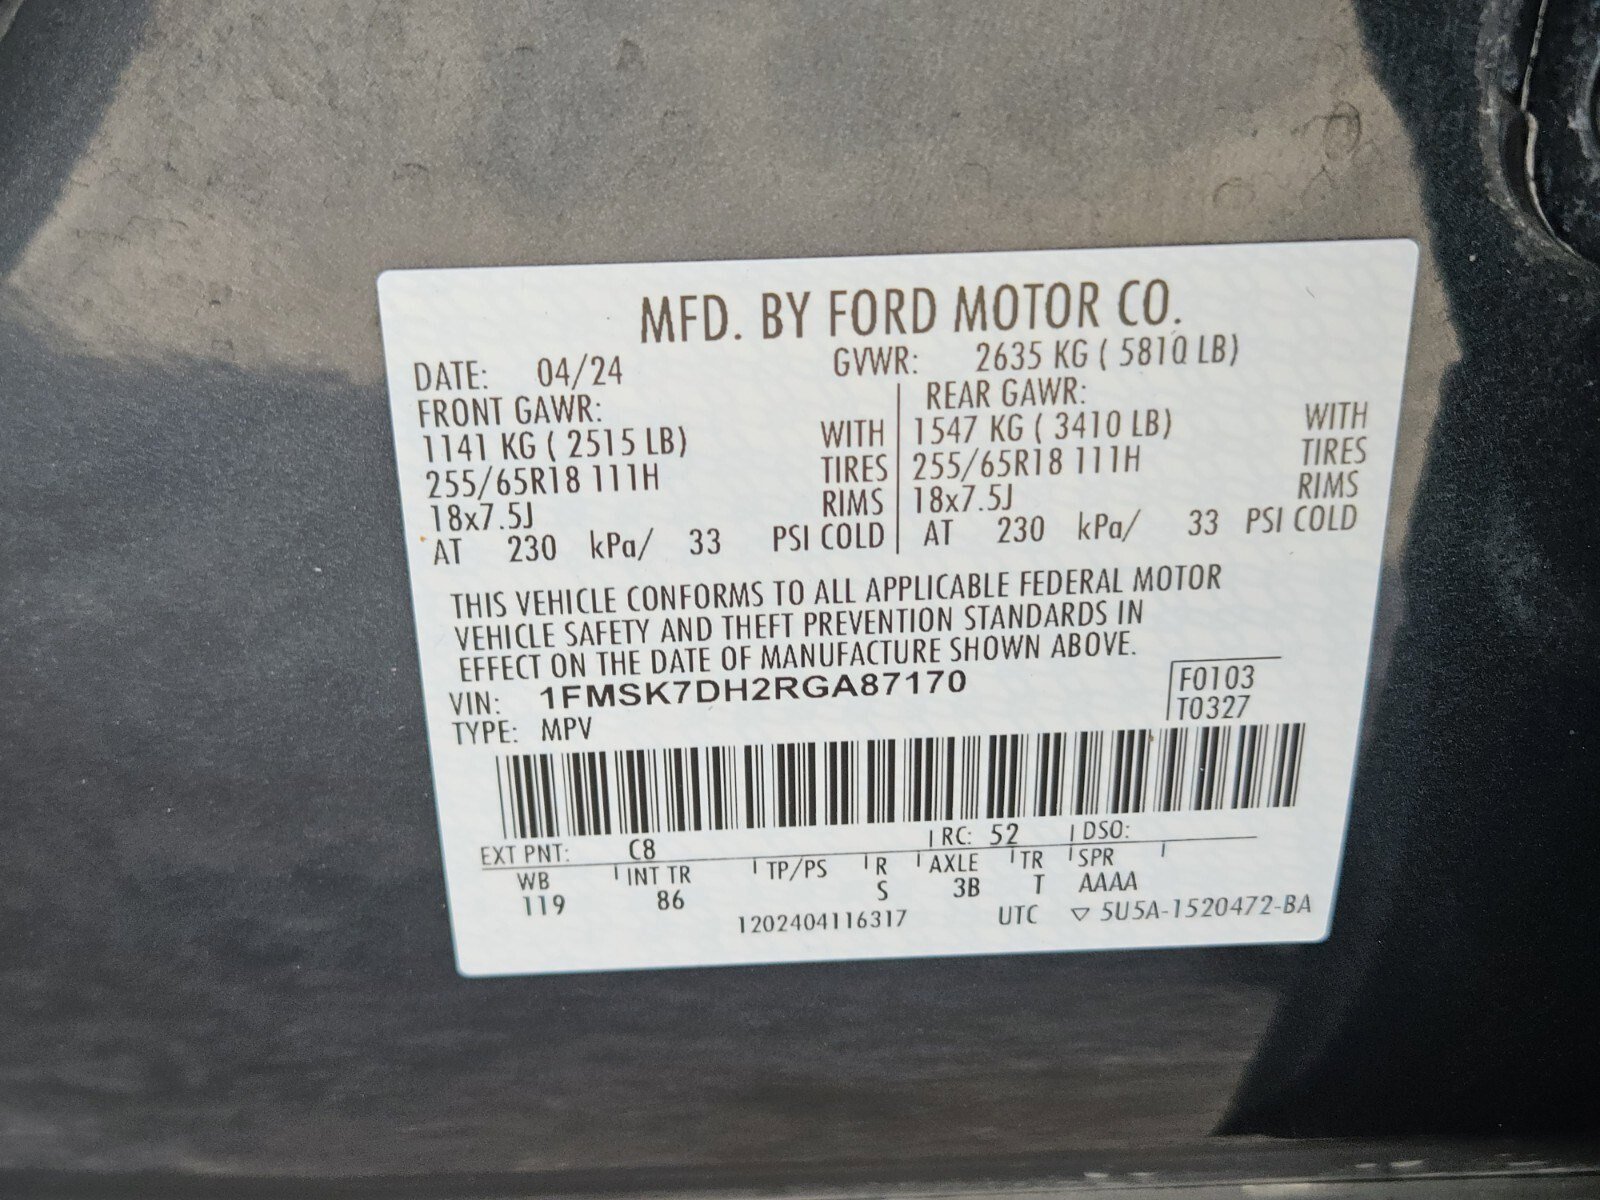 MFD. BY FORD MOTOR CO.
DATE: 04/24 GVWR: 2635 KG ( 5810 LB)
FRONT GAWR: REAR GAWR:
1141 KG ( 2515 LB) WITH 1547 KG ( 3410 LB) WITH
255/65R18 111H TIRES 255/65R18 111H TIRES
18x7.5J RIMS 18x7.5J RIMS
AT 230 kPa/ 33 PSI COLD AT 230 kPa/ 33 PSI COLD
THIS VEHICLE CONFORMS TO ALL APPLICABLE FEDERAL MOTOR
VEHICLE SAFETY AND THEFT PREVENTION STANDARDS IN
EFFECT ON THE DATE OF MANUFACTURE SHOWN ABOVE.
VIN: 1FMSK7DH2RGA87170 F0103
TYPE: MPV T0327
EXT PNT: C8 RC: 52 DSO:
WB INT TR TP/PS R AXLE TR SPR
119 86 S 3B T AAAA
1202404116317 UTC ▽ 5U5A-1520472-BA